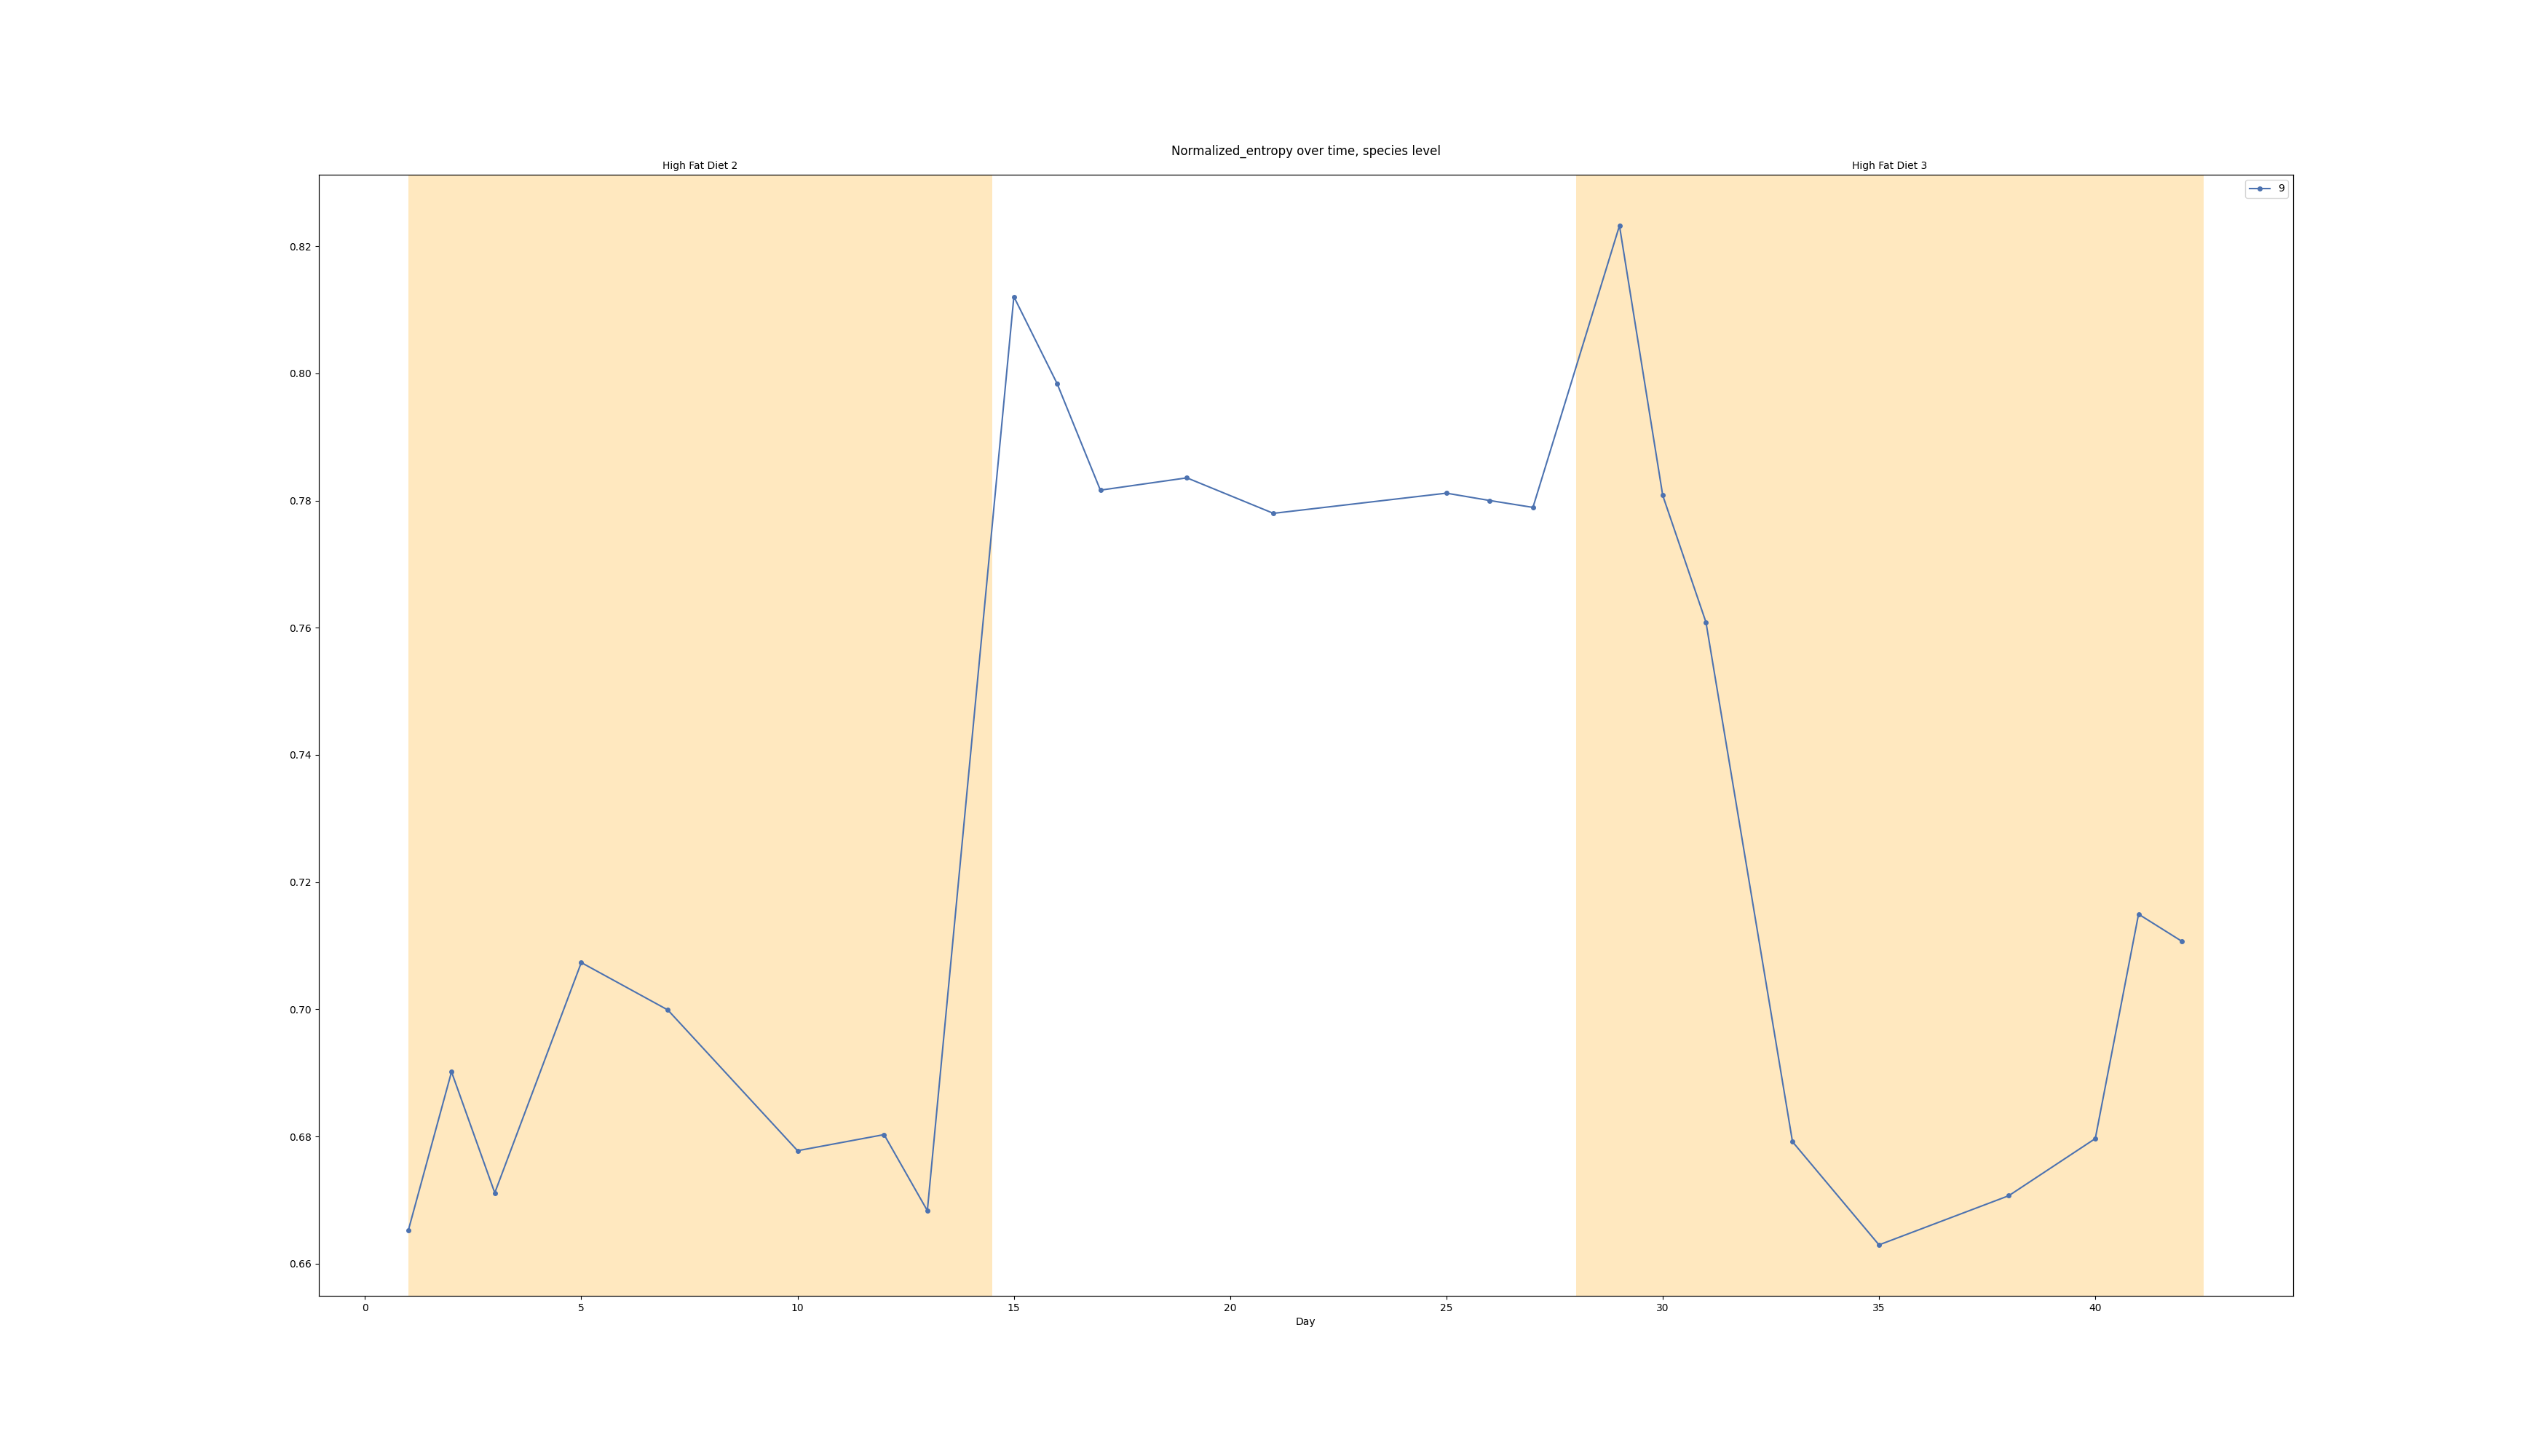 Normalized_entropy over time, species level
High Fat Diet 2
High Fat Diet 3
9
0.82
0.80
0.78
0.76
0.74
0.72
0.70
0.68
0.66
0 5 10 15 20 25 30 35 40
Day